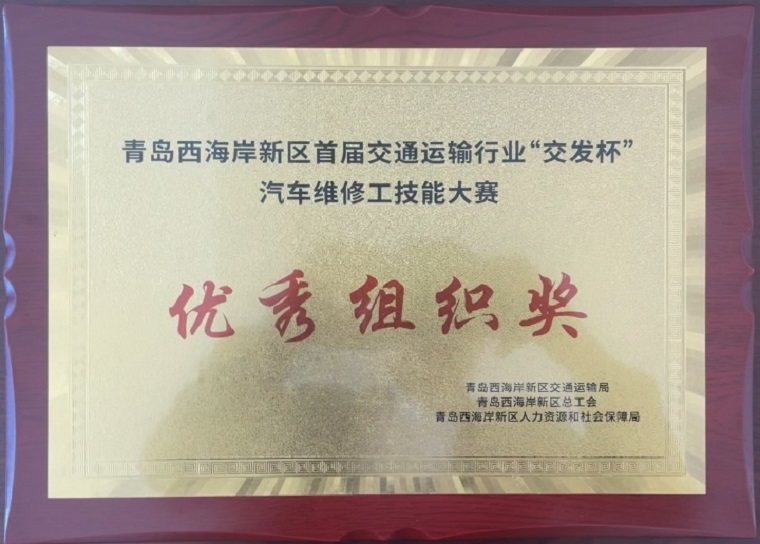 青岛西海岸新区首届交通运输行业“交发杯”
汽车维修工技能大赛
优秀组织奖
青岛西海岸新区交通运输局
青岛西海岸新区总工会
青岛西海岸新区人力资源和社会保障局